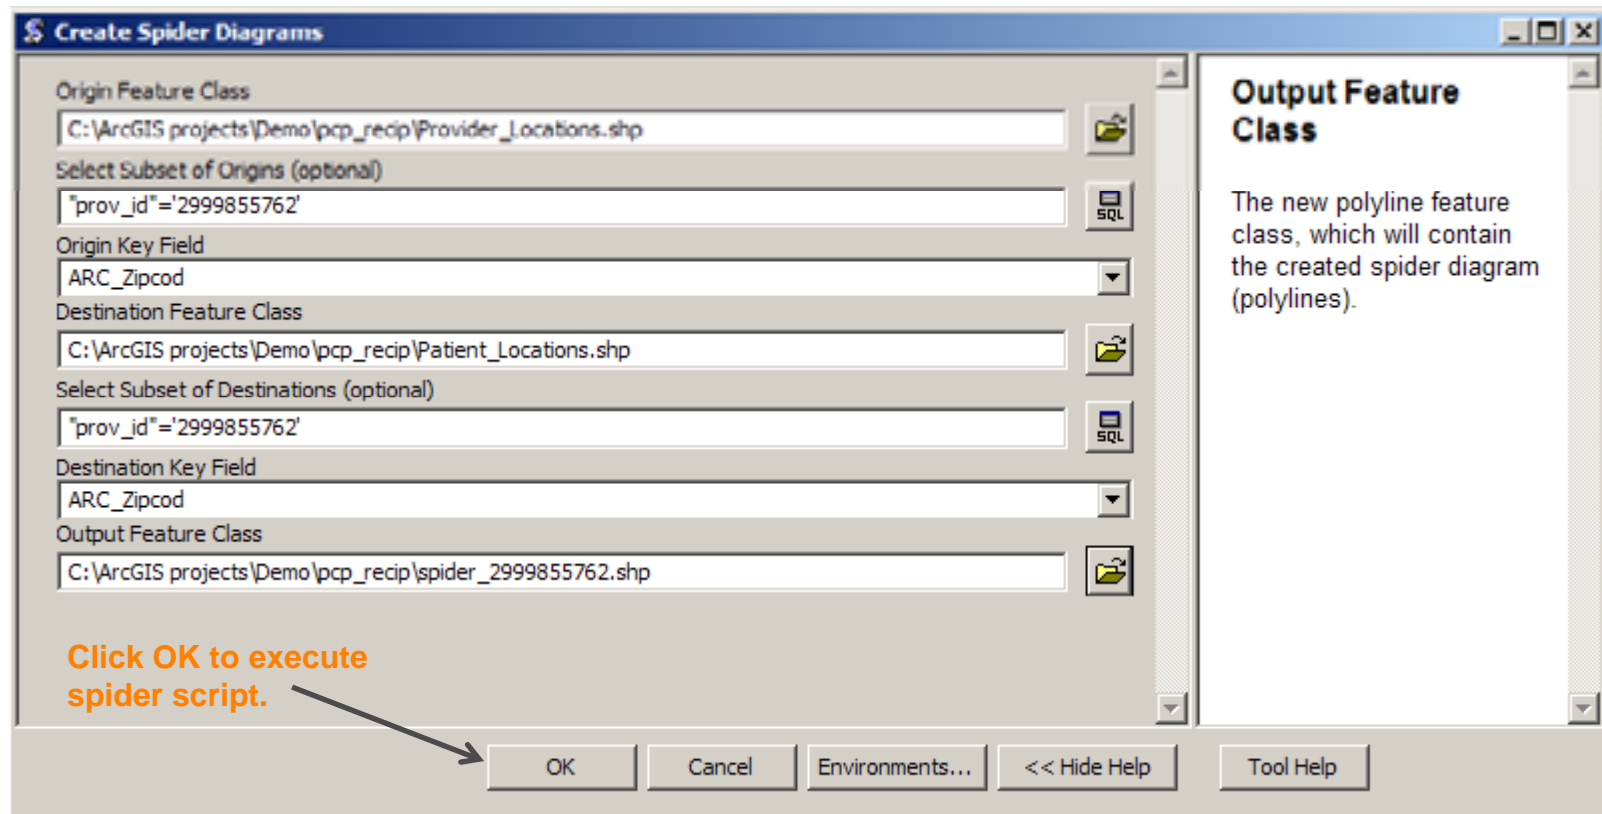 Create Spider Diagrams
Origin Feature Class
C:\ArcGIS projects\Demo\pcp_recip\Provider_Locations.shp
Select Subset of Origins (optional)
"prov_id"='2999855762'
SQL
Origin Key Field
ARC_Zipcod
Destination Feature Class
C:\ArcGIS projects\Demo\pcp_recip\Patient_Locations.shp
Select Subset of Destinations (optional)
"prov_id"='2999855762'
SQL
Destination Key Field
ARC_Zipcod
Output Feature Class
C:\ArcGIS projects\Demo\pcp_recip\spider_2999855762.shp
Click OK to execute
spider script.
Output Feature
Class
The new polyline feature
class, which will contain
the created spider diagram
(polylines).
OK
Cancel
Environments...
<< Hide Help
Tool Help